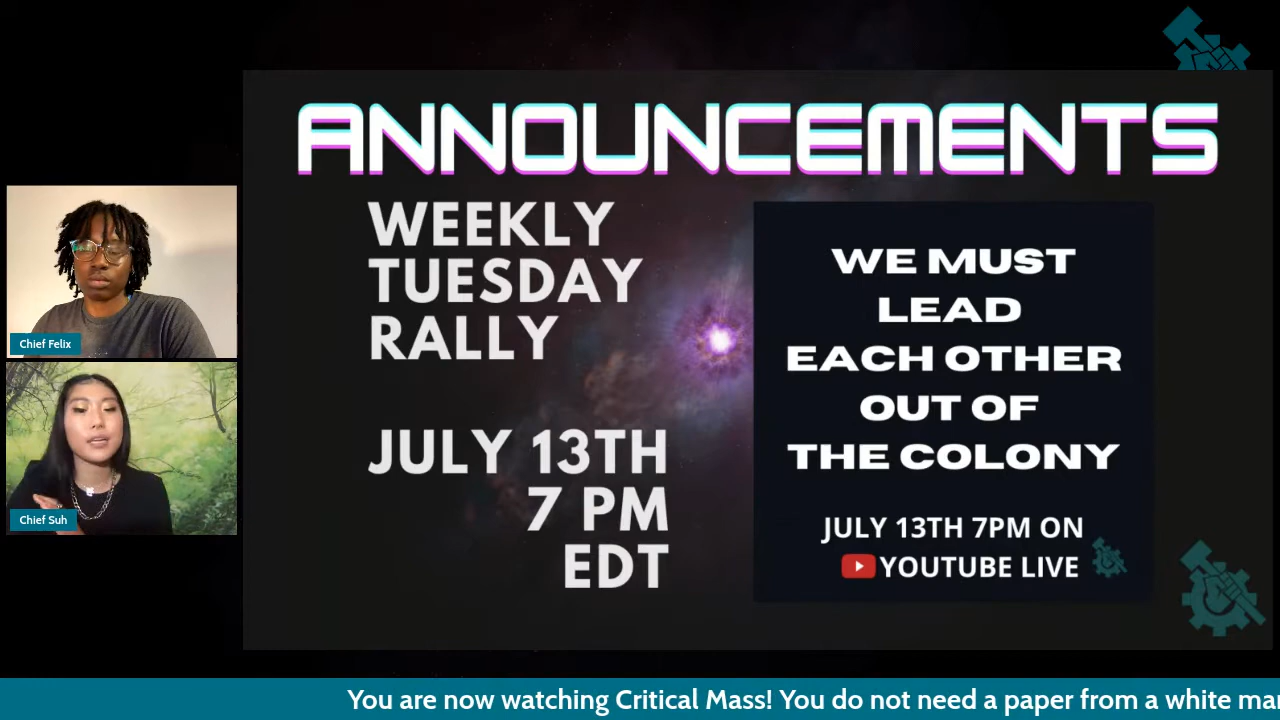 ANNOUNCEMENTS
WEEKLY
TUESDAY
RALLY
JULY 13TH
7 PM
EDT
WE MUST
LEAD
EACH OTHER
OUT OF
THE COLONY
JULY 13TH 7PM ON
YOUTUBE LIVE
Chief Felix
Chief Suh
You are now watching Critical Mass! You do not need a paper from a white